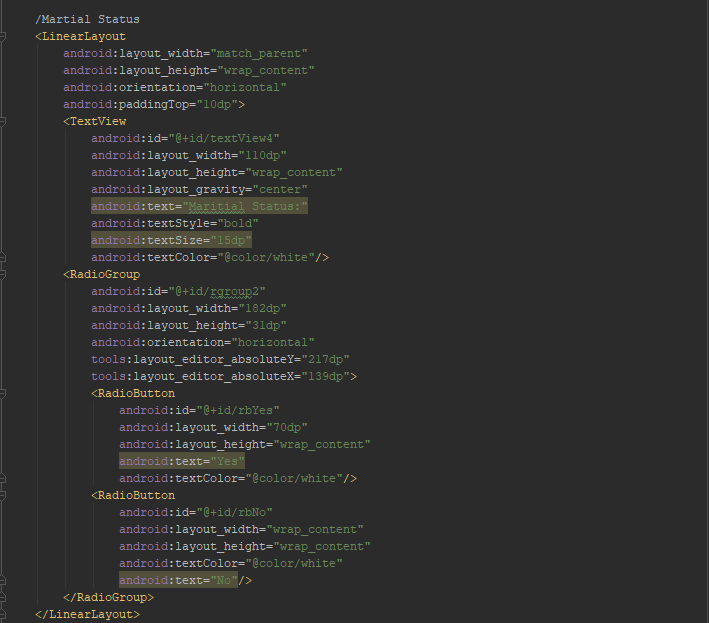 /Martial Status
<LinearLayout
android:layout_width="match_parent"
android:layout_height="wrap_content"
android:orientation="horizontal"
android:paddingTop="10dp">
<TextView
android:id="@+id/textView4"
android:layout_width="110dp"
android:layout_height="wrap_content"
android:layout_gravity="center"
android:text="Maritial Status:"
android:textStyle="bold"
android:textSize="15dp"
android:textColor="@color/white"/>
<RadioGroup
android:id="@+id/rgroup2"
android:layout_width="182dp"
android:layout_height="31dp"
android:orientation="horizontal"
tools:layout_editor_absoluteY="217dp"
tools:layout_editor_absoluteX="139dp">
<RadioButton
android:id="@+id/rbYes"
android:layout_width="70dp"
android:layout_height="wrap_content"
android:text="Yes"
android:textColor="@color/white"/>
<RadioButton
android:id="@+id/rbNo"
android:layout_width="wrap_content"
android:layout_height="wrap_content"
android:textColor="@color/white"
android:text="No"/>
</RadioGroup>
</LinearLayout>